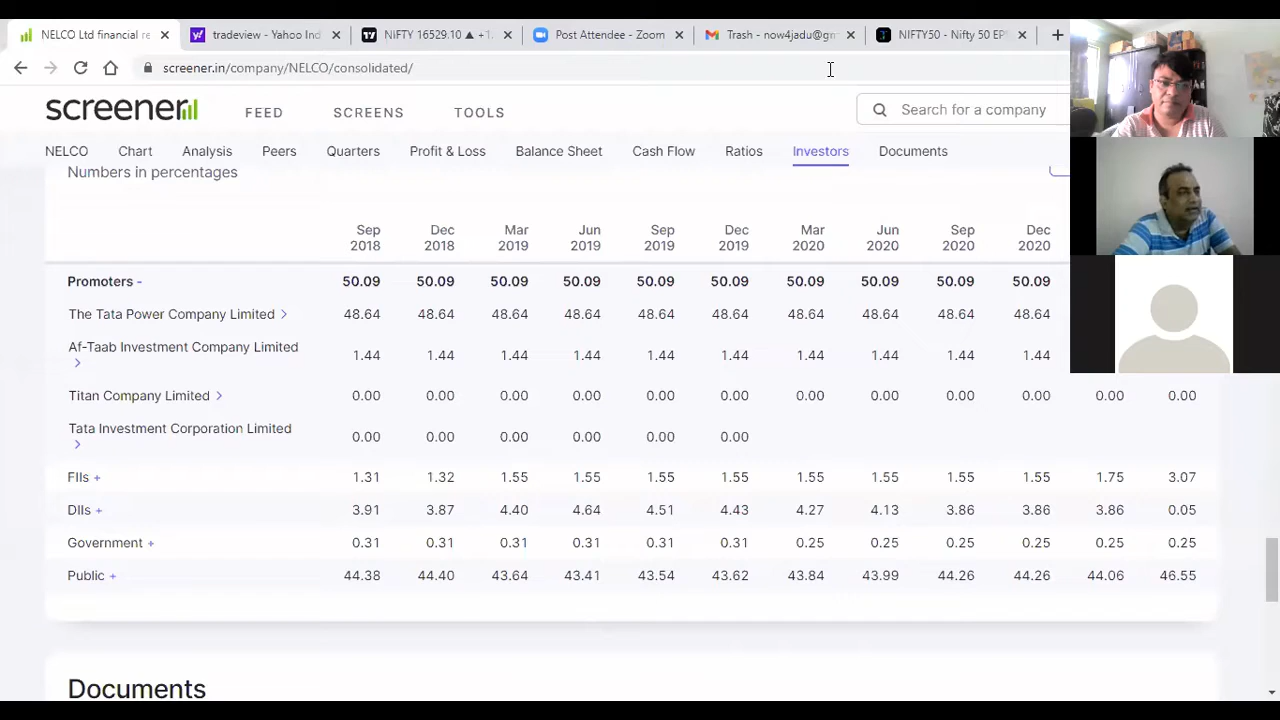 NELCO Ltd financial re
tradeview - Yahoo Ind
NIFTY 16529.10 ▲ +1
Post Attendee - Zoom
Trash - now4jadu@gm
NIFTY50 - Nifty 50 EP
screener.in/company/NELCO/consolidated/
screener
FEED SCREENS TOOLS
Search for a company
NELCO Chart Analysis Peers Quarters Profit & Loss Balance Sheet Cash Flow Ratios Investors Documents
Numbers in percentages
Sep Dec Mar Jun Sep Dec Mar Jun Sep Dec
2018 2018 2019 2019 2019 2019 2020 2020 2020 2020
Promoters - 50.09 50.09 50.09 50.09 50.09 50.09 50.09 50.09 50.09 50.09
The Tata Power Company Limited 48.64 48.64 48.64 48.64 48.64 48.64 48.64 48.64 48.64 48.64
Af-Taab Investment Company Limited 1.44 1.44 1.44 1.44 1.44 1.44 1.44 1.44 1.44 1.44
Titan Company Limited 0.00 0.00 0.00 0.00 0.00 0.00 0.00 0.00 0.00 0.00 0.00 0.00
Tata Investment Corporation Limited 0.00 0.00 0.00 0.00 0.00 0.00
FIIs + 1.31 1.32 1.55 1.55 1.55 1.55 1.55 1.55 1.55 1.55 1.75 3.07
DIIs + 3.91 3.87 4.40 4.64 4.51 4.43 4.27 4.13 3.86 3.86 3.86 0.05
Government + 0.31 0.31 0.31 0.31 0.31 0.31 0.25 0.25 0.25 0.25 0.25 0.25
Public + 44.38 44.40 43.64 43.41 43.54 43.62 43.84 43.99 44.26 44.26 44.06 46.55
Documents